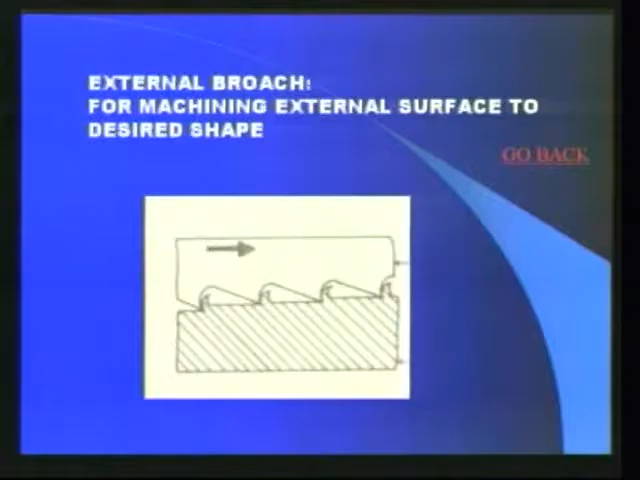 EXTERNAL BROACH:
FOR MACHINING EXTERNAL SURFACE TO
DESIRED SHAPE
GO BACK